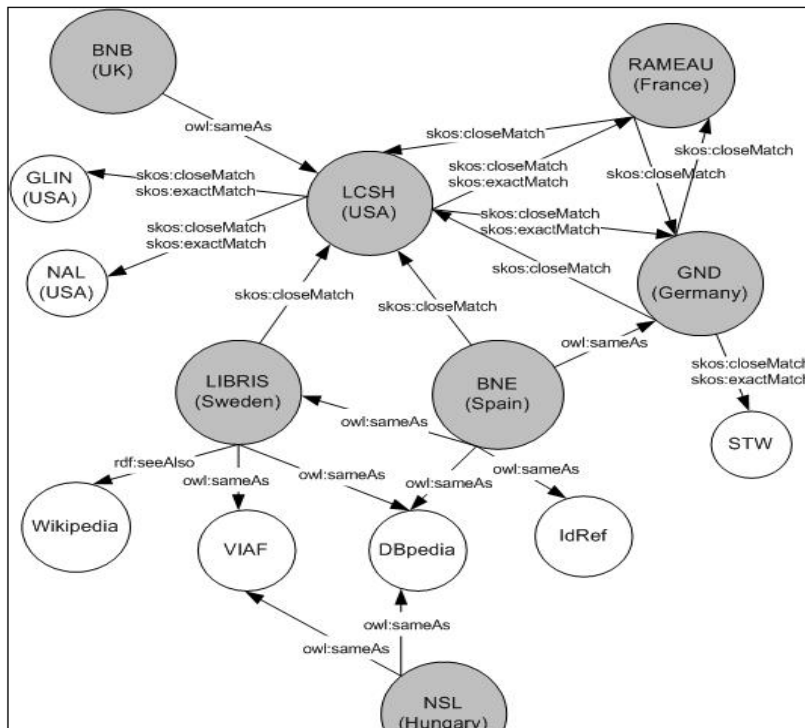 BNB
(UK)
RAMEAU
(France)
owl:sameAs
skos:closeMatch
skos:closeMatch
skos:closeMatch
GLIN
(USA)
skos:closeMatch
skos:exactMatch
LCSH
(USA)
skos:closeMatch
skos:exactMatch
skos:closeMatch
skos:exactMatch
NAL
(USA)
skos:closeMatch
skos:exactMatch
skos:closeMatch
GND
(Germany)
skos:closeMatch
skos:closeMatch
owl:sameAs
skos:closeMatch
skos:exactMatch
LIBRIS
(Sweden)
BNE
(Spain)
owl:sameAs
STW
rdf:seeAlso
owl:sameAs
owl:sameAs
owl:sameAs
owl:sameAs
Wikipedia
VIAF
DBpedia
IdRef
owl:sameAs
owl:sameAs
NSL
(Hungary)